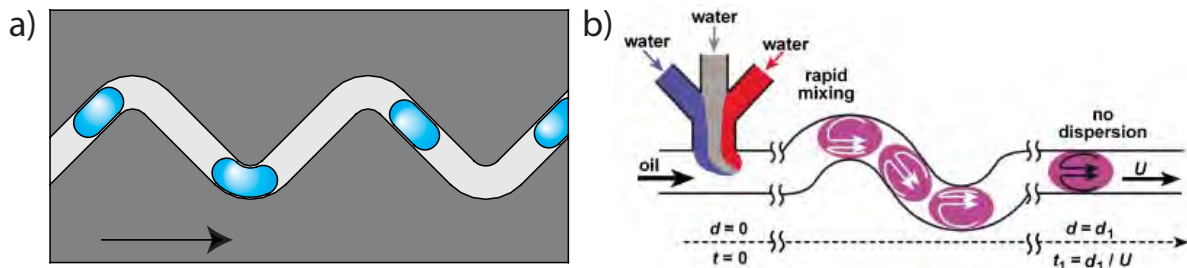 a)
b)
water
water
water
rapid
mixing
no
dispersion
oil
U
d = 0
d = d₁
t = 0
t₁ = d₁ / U